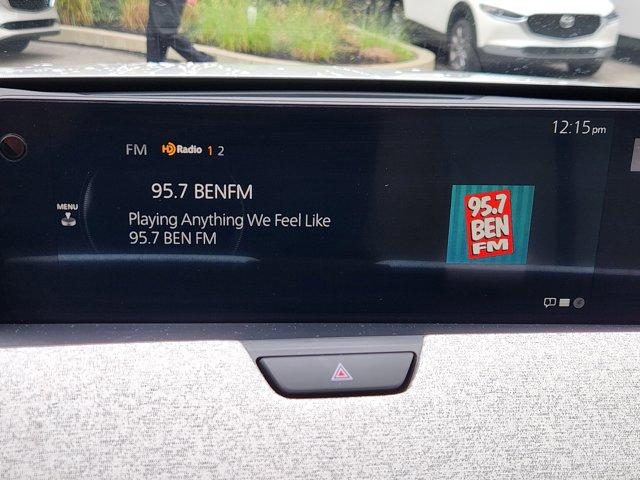 12:15pm
FM HD Radio 1 2
95.7 BENFM
MENU
Playing Anything We Feel Like
95.7 BEN FM
95.7
BEN
FM